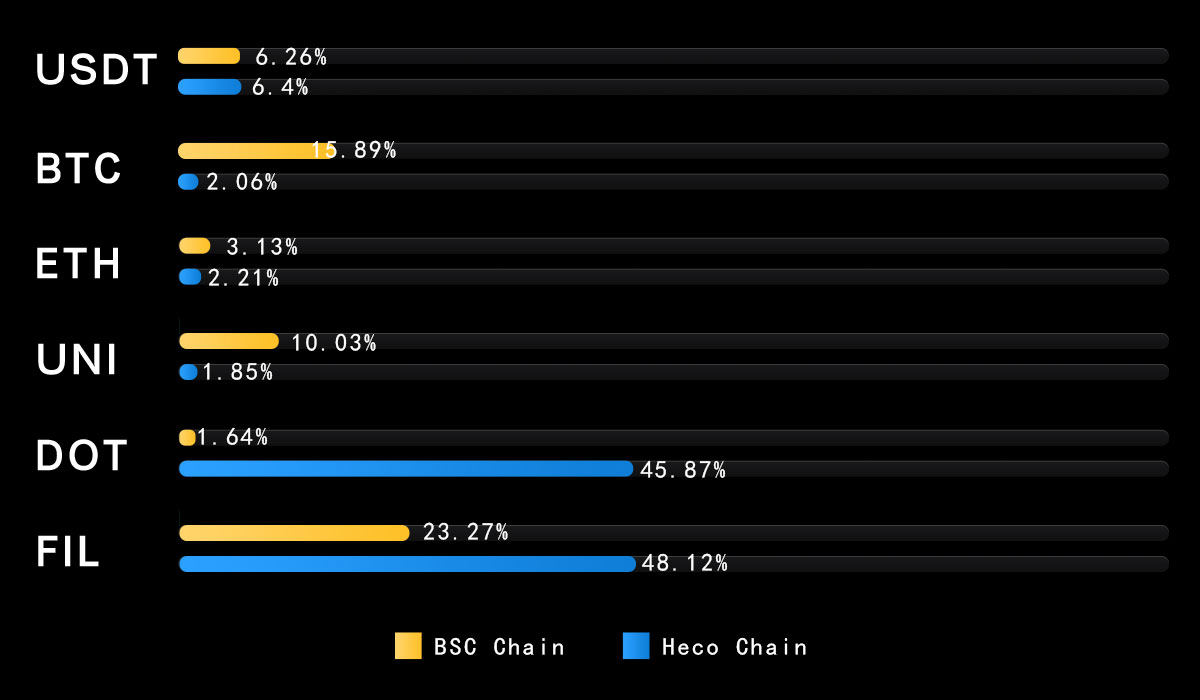 USDT
6.26%
6.4%
BTC
15.89%
2.06%
ETH
3.13%
2.21%
UNI
10.03%
1.85%
DOT
1.64%
45.87%
FIL
23.27%
48.12%
BSC Chain
Heco Chain